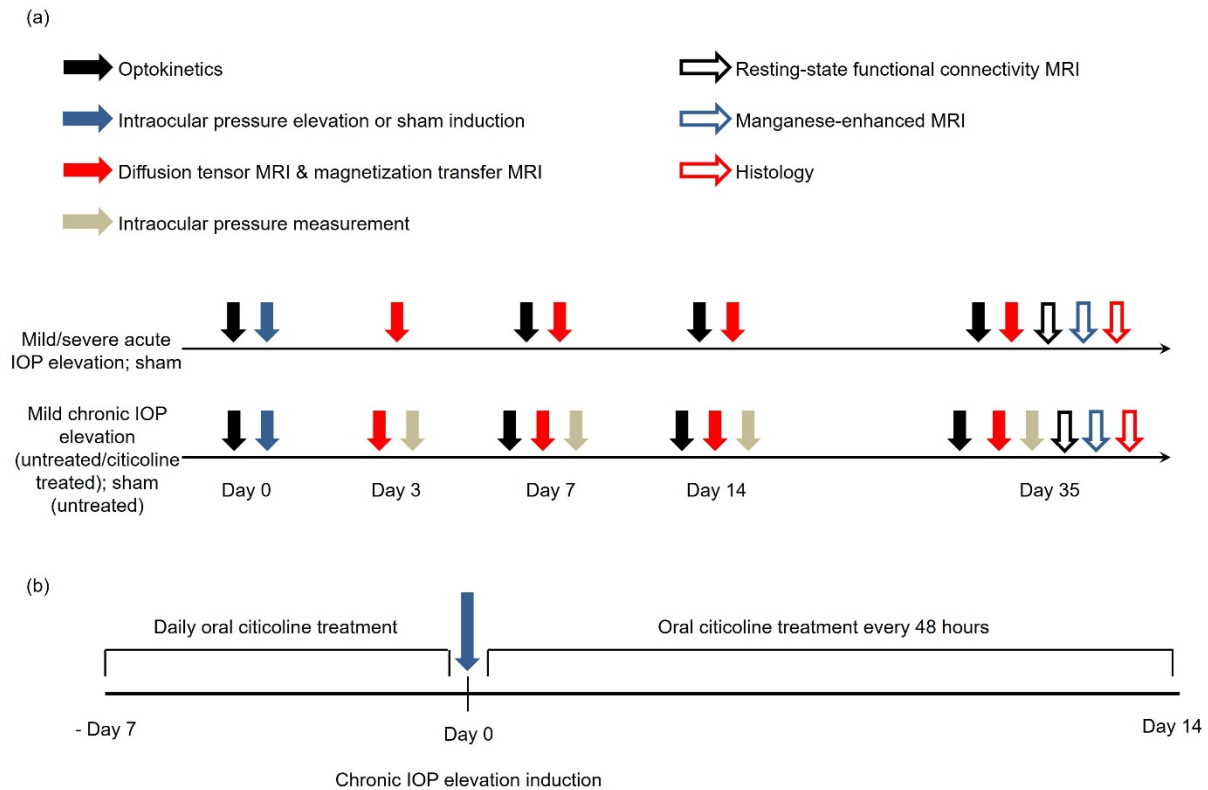 (a)
Optokinetics
Intraocular pressure elevation or sham induction
Diffusion tensor MRI & magnetization transfer MRI
Intraocular pressure measurement
Resting-state functional connectivity MRI
Manganese-enhanced MRI
Histology
Mild/severe acute
IOP elevation; sham
Mild chronic IOP
elevation
(untreated/citicoline
treated); sham
(untreated)
Day 0
Day 3
Day 7
Day 14
Day 35
(b)
Daily oral citicoline treatment
Oral citicoline treatment every 48 hours
- Day 7
Day 0
Day 14
Chronic IOP elevation induction